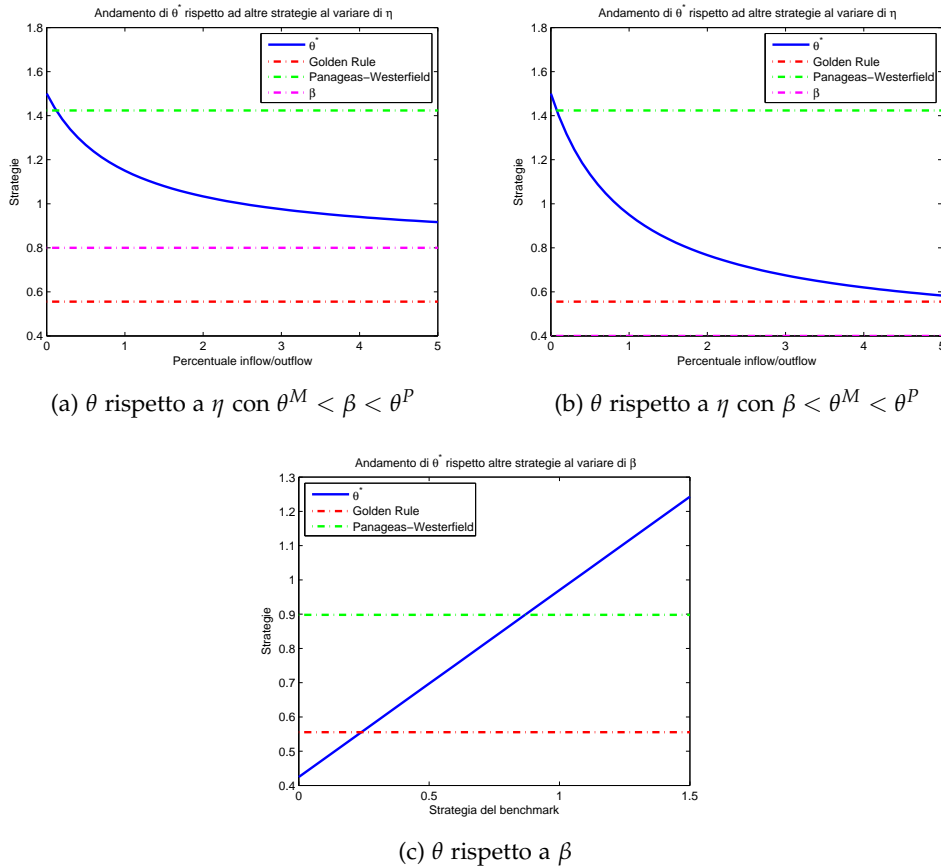 Andamento di θ* rispetto ad altre strategie al variare di η
1.8
1.6
1.4
1.2
1
0.8
0.6
0.4
Strategie
θ*
Golden Rule
Panageas−Westerfield
β
0 1 2 3 4 5
Percentuale inflow/outflow
(a) θ rispetto a η con θ^M < β < θ^P
Andamento di θ* rispetto ad altre strategie al variare di η
1.8
1.6
1.4
1.2
1
0.8
0.6
0.4
Strategie
θ*
Golden Rule
Panageas−Westerfield
β
0 1 2 3 4 5
Percentuale inflow/outflow
(b) θ rispetto a η con β < θ^M < θ^P
Andamento di θ* rispetto altre strategie al variare di β
1.3
1.2
1.1
1
0.9
0.8
0.7
0.6
0.5
0.4
Strategie
θ*
Golden Rule
Panageas−Westerfield
0 0.5 1 1.5
Strategia del benchmark
(c) θ rispetto a β